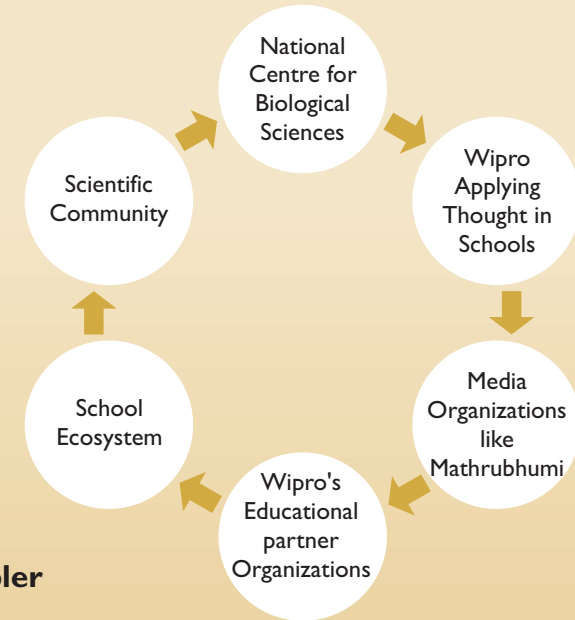 National
Centre for
Biological
Sciences
Wipro
Applying
Thought in
Schools
Media
Organizations
like
Mathrubhumi
Wipro's
Educational
partner
Organizations
School
Ecosystem
Scientific
Community